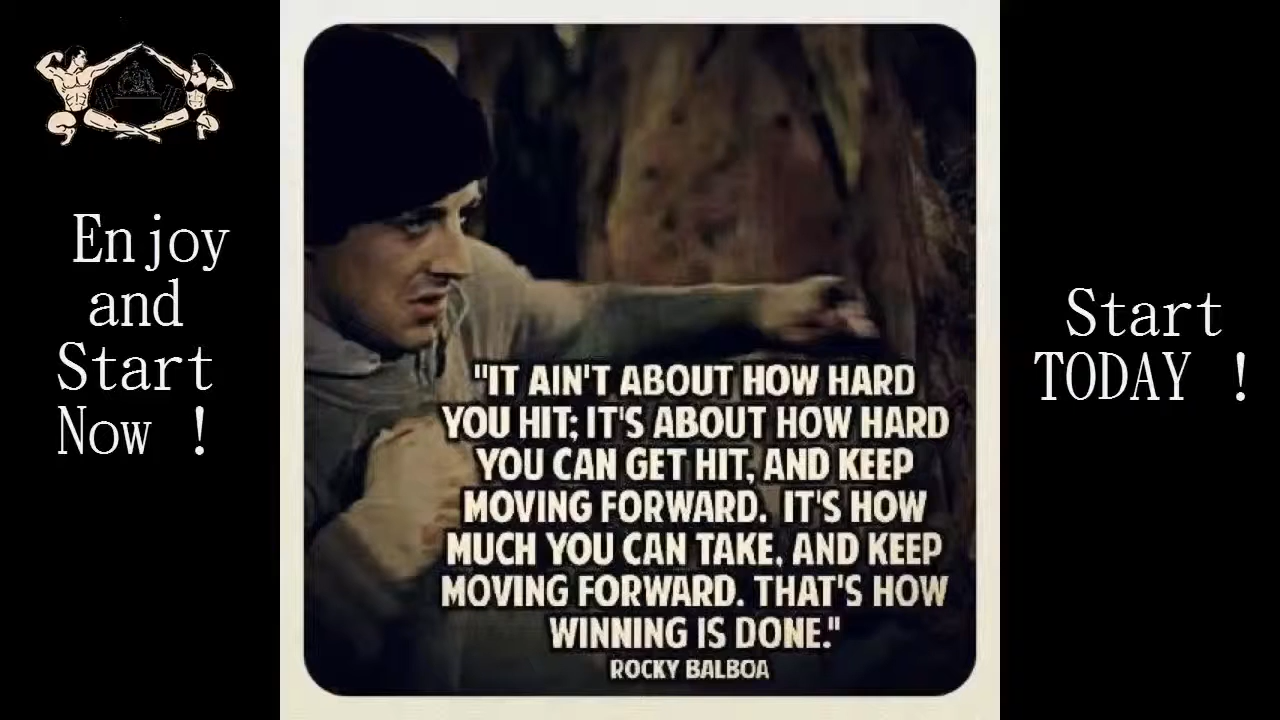 Enjoy
and
Start
Now !
"IT AIN'T ABOUT HOW HARD
YOU HIT; IT'S ABOUT HOW HARD
YOU CAN GET HIT, AND KEEP
MOVING FORWARD. IT'S HOW
MUCH YOU CAN TAKE, AND KEEP
MOVING FORWARD. THAT'S HOW
WINNING IS DONE."
ROCKY BALBOA
Start
TODAY !